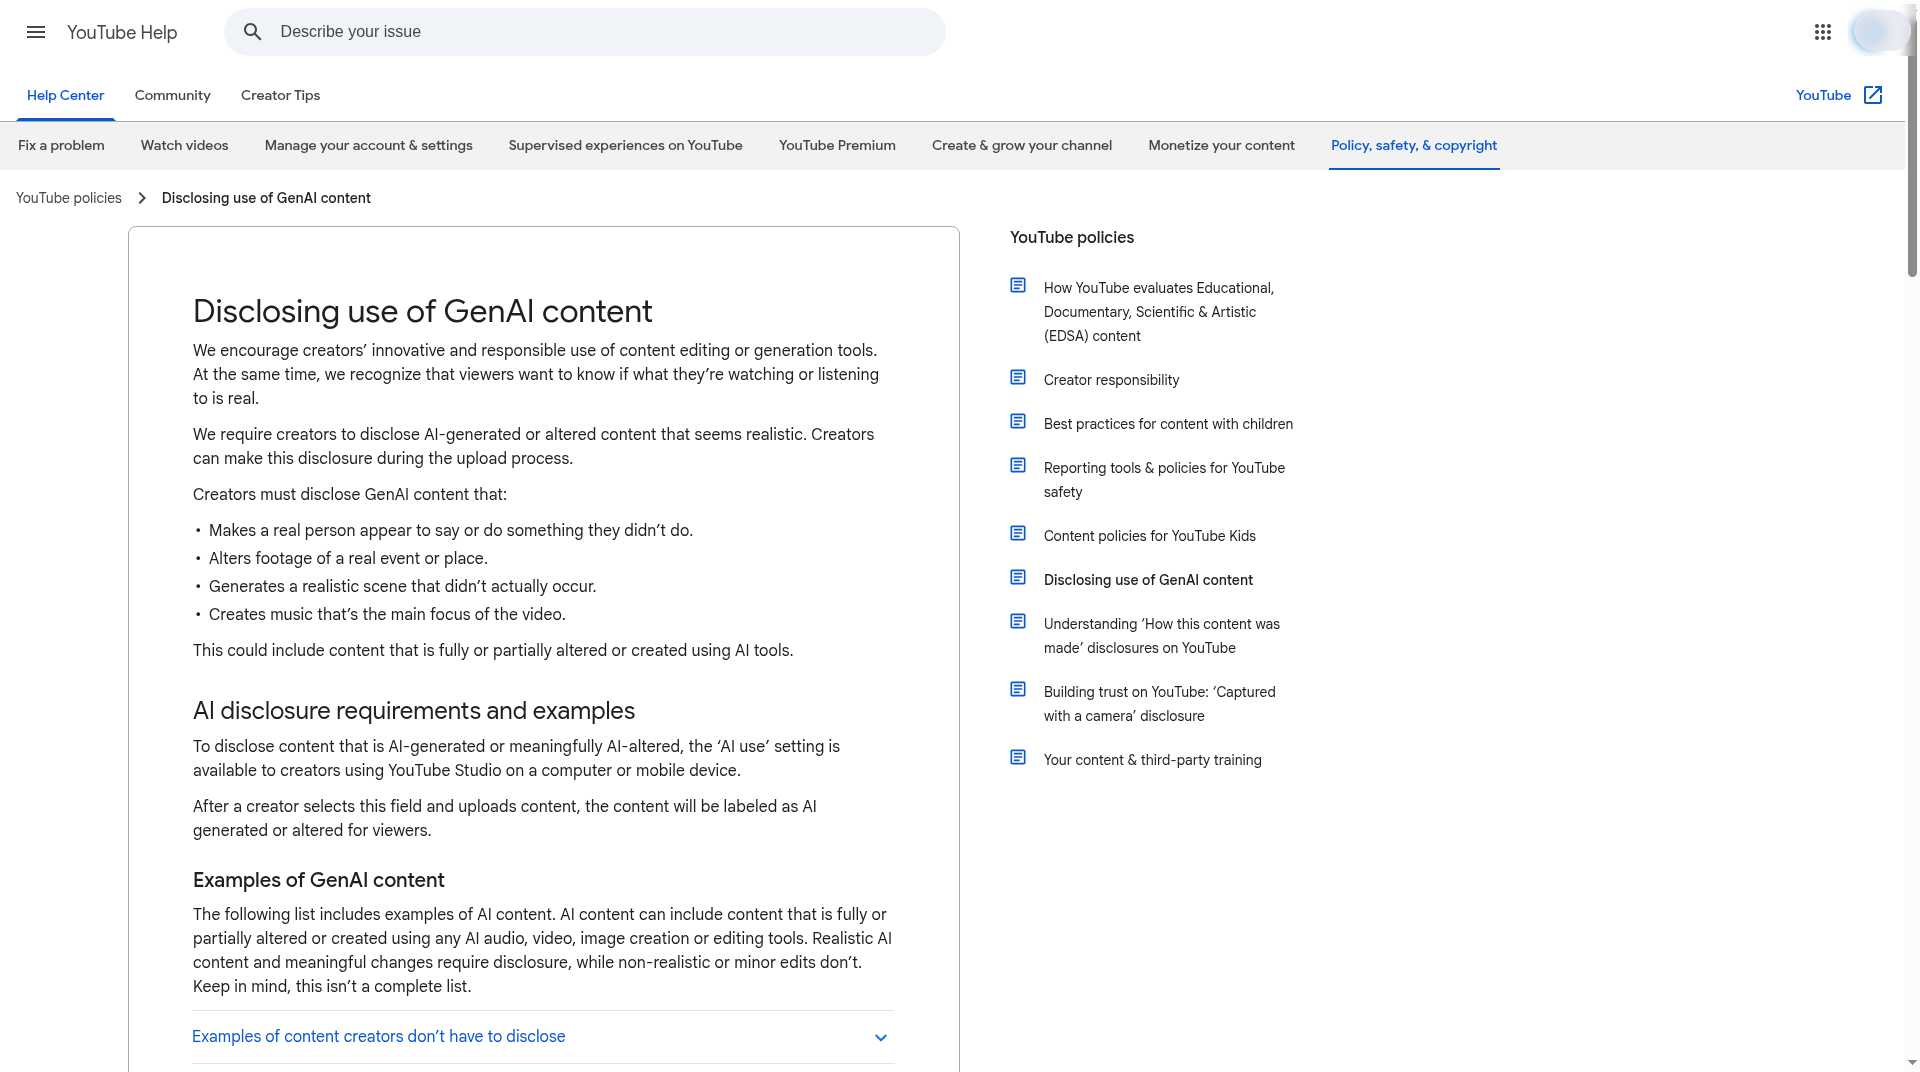 YouTube Help
Describe your issue
Help Center
Community
Creator Tips
YouTube
Fix a problem
Watch videos
Manage your account & settings
Supervised experiences on YouTube
YouTube Premium
Create & grow your channel
Monetize your content
Policy, safety, & copyright
YouTube policies
Disclosing use of GenAI content
Disclosing use of GenAI content
We encourage creators’ innovative and responsible use of content editing or generation tools.
At the same time, we recognize that viewers want to know if what they’re watching or listening
to is real.
We require creators to disclose AI-generated or altered content that seems realistic. Creators
can make this disclosure during the upload process.
Creators must disclose GenAI content that:
• Makes a real person appear to say or do something they didn’t do.
• Alters footage of a real event or place.
• Generates a realistic scene that didn’t actually occur.
• Creates music that’s the main focus of the video.
This could include content that is fully or partially altered or created using AI tools.
AI disclosure requirements and examples
To disclose content that is AI-generated or meaningfully AI-altered, the ‘AI use’ setting is
available to creators using YouTube Studio on a computer or mobile device.
After a creator selects this field and uploads content, the content will be labeled as AI
generated or altered for viewers.
Examples of GenAI content
The following list includes examples of AI content. AI content can include content that is fully or
partially altered or created using any AI audio, video, image creation or editing tools. Realistic AI
content and meaningful changes require disclosure, while non-realistic or minor edits don’t.
Keep in mind, this isn’t a complete list.
Examples of content creators don’t have to disclose
YouTube policies
How YouTube evaluates Educational,
Documentary, Scientific & Artistic
(EDSA) content
Creator responsibility
Best practices for content with children
Reporting tools & policies for YouTube
safety
Content policies for YouTube Kids
Disclosing use of GenAI content
Understanding ‘How this content was
made’ disclosures on YouTube
Building trust on YouTube: ‘Captured
with a camera’ disclosure
Your content & third-party training